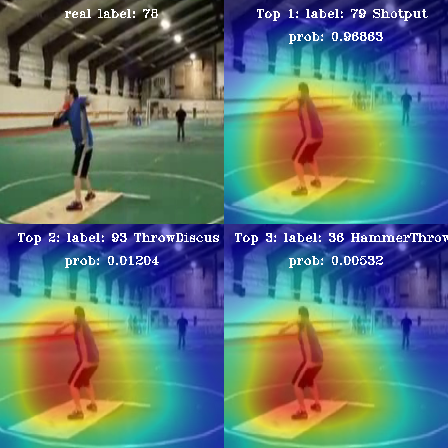 real label: 78
Top 1: label: 79 Shotput
prob: 0.96863
Top 2: label: 93 ThrowDiscus
prob: 0.01204
Top 3: label: 36 HammerThrow
prob: 0.00532